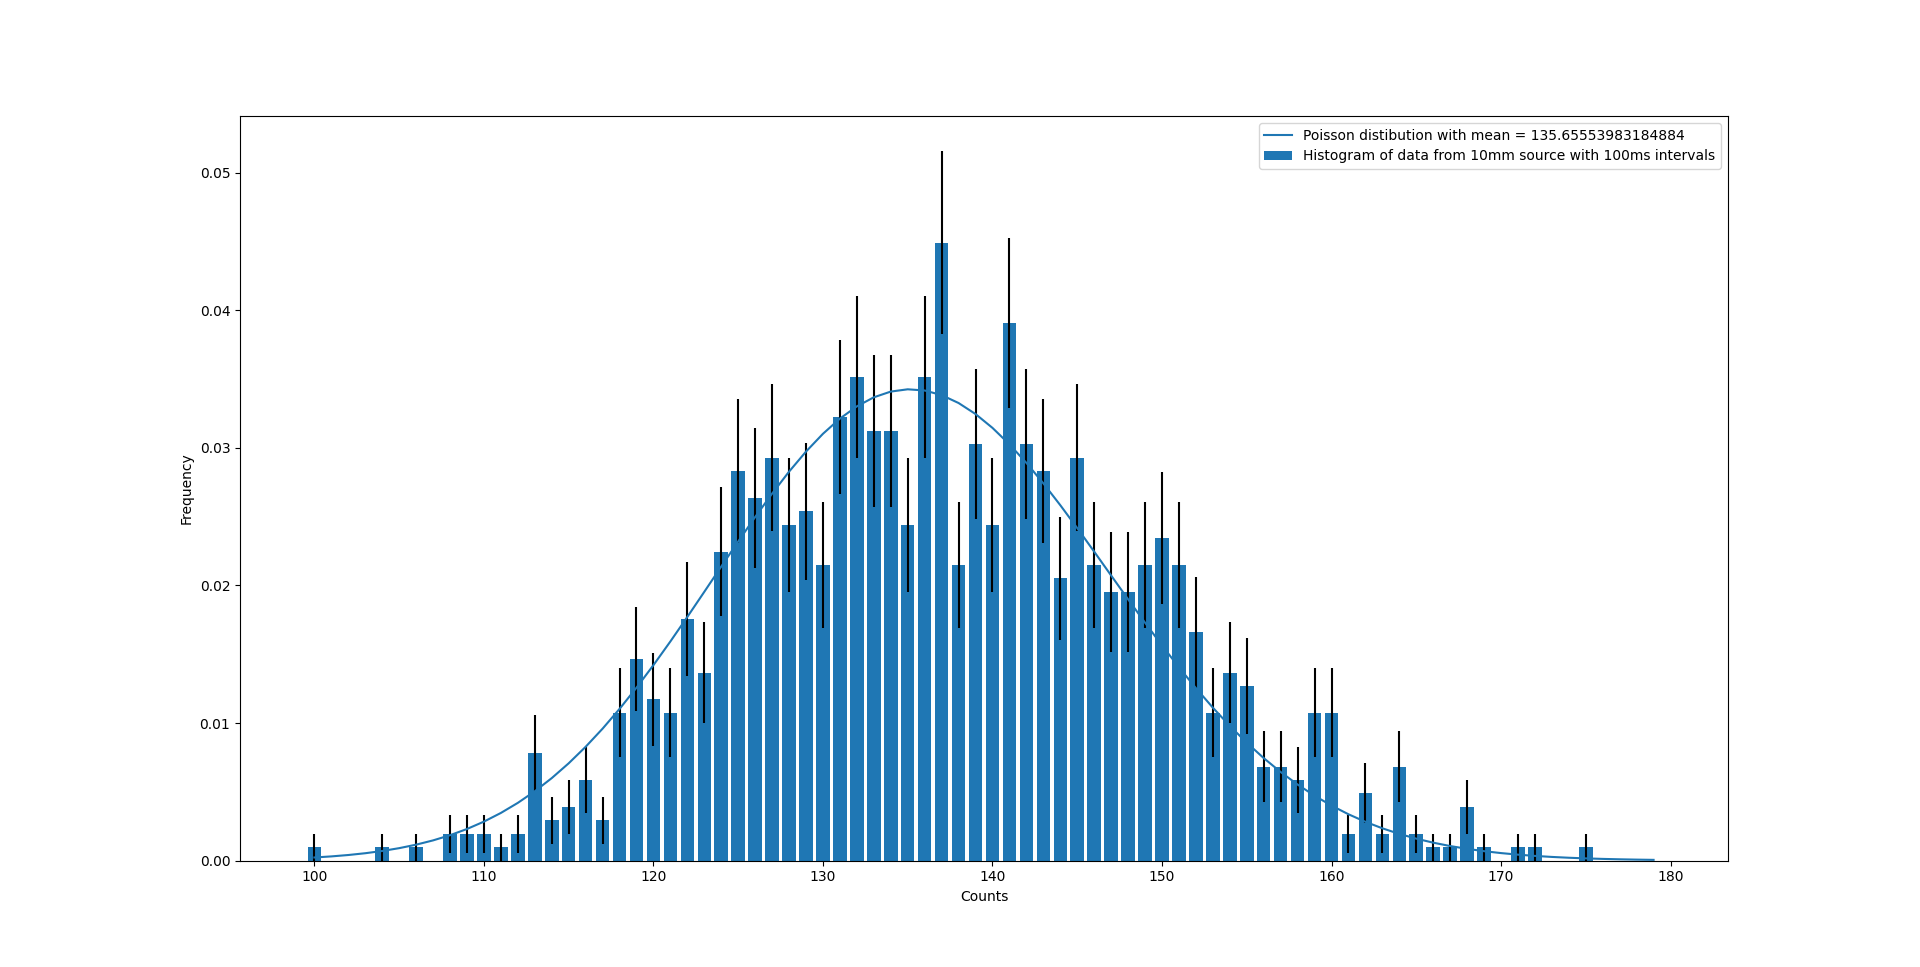 Poisson distibution with mean = 135.65553983184884
Histogram of data from 10mm source with 100ms intervals
0.05
0.04
0.03
0.02
0.01
0.00
Frequency
100 110 120 130 140 150 160 170 180
Counts